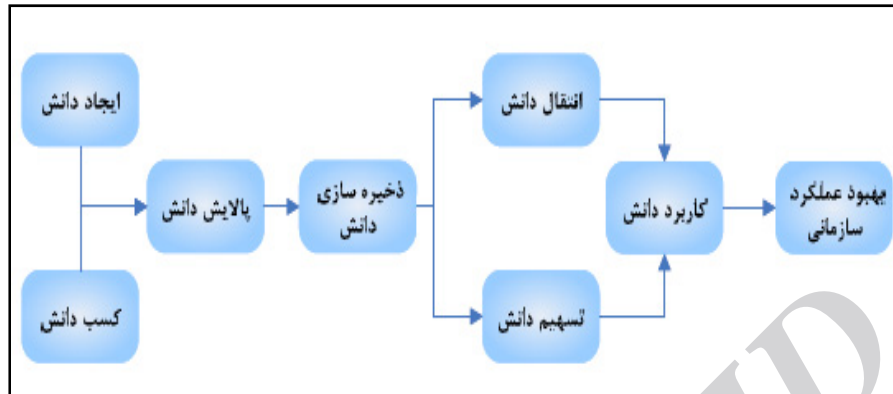 ایجاد دانش
کسب دانش
پالایش دانش
ذخیره سازی
دانش
انتقال دانش
تسهیم دانش
کاربرد دانش
بهبود عملکرد
سازمانی